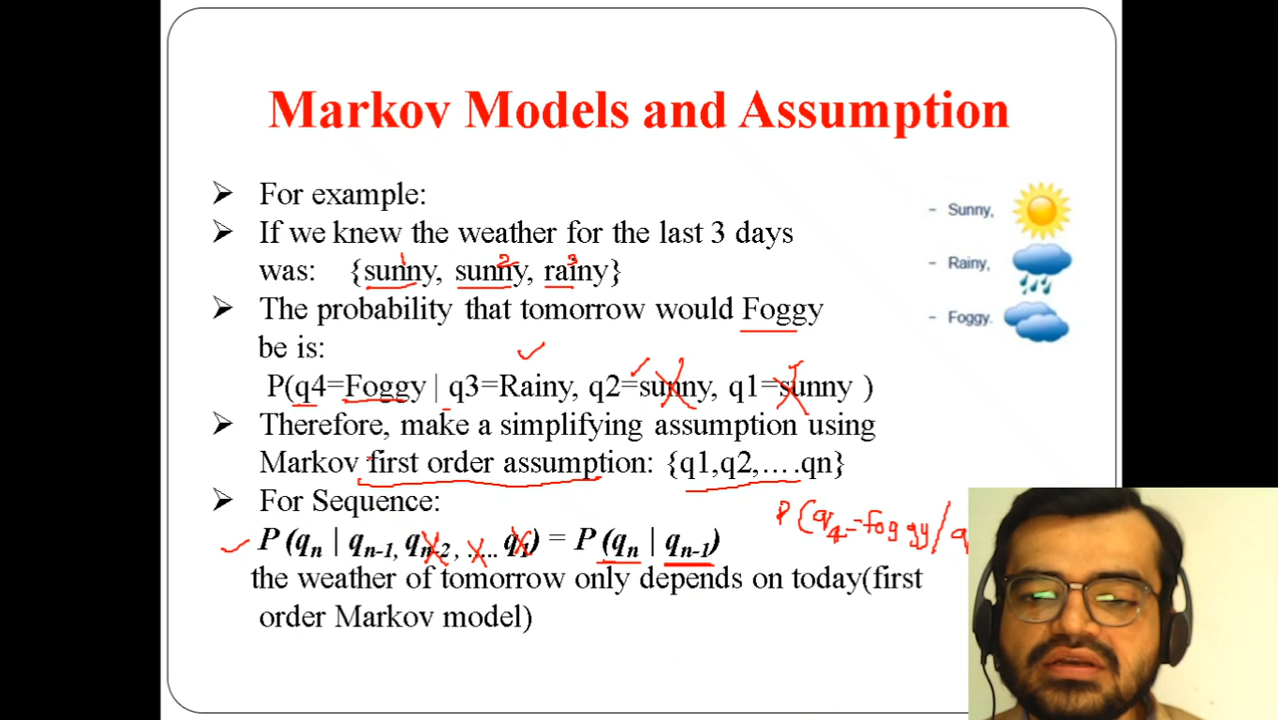 Markov Models and Assumption
➢ For example:
➢ If we knew the weather for the last 3 days
was: {sunny, sunny, rainy}
1 2 3
➢ The probability that tomorrow would Foggy
be is:
P(q4=Foggy | q3=Rainy, q2=sunny, q1=sunny )
➢ Therefore, make a simplifying assumption using
Markov first order assumption: {q1,q2,….qn}
➢ For Sequence:
P (qn | qn-1, qn-2 , ..... q1) = P (qn | qn-1)
P(q4=foggy/q
the weather of tomorrow only depends on today(first
order Markov model)
- Sunny,
- Rainy,
- Foggy.